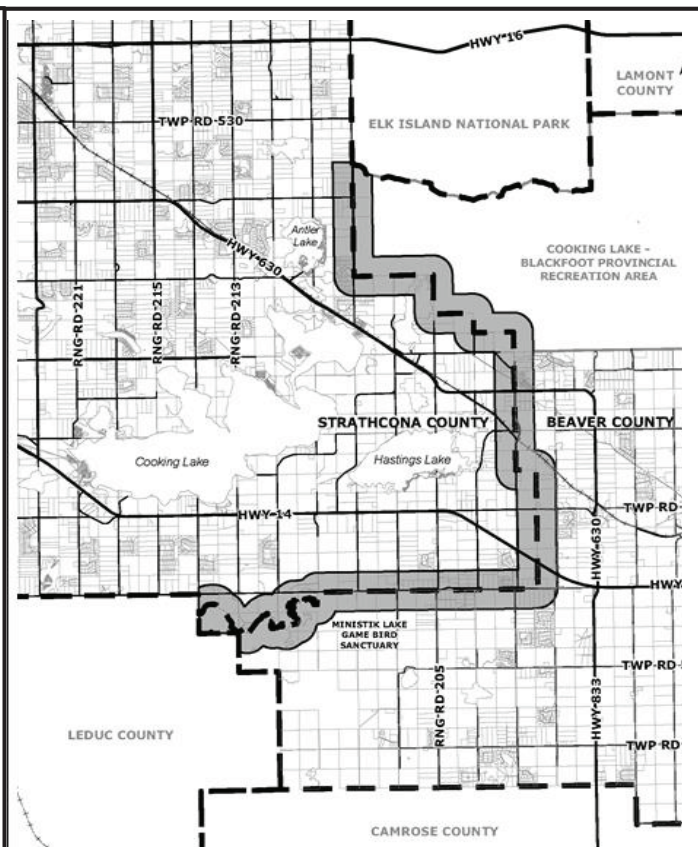 HWY 16
LAMONT
COUNTY
TWP RD 530
ELK ISLAND NATIONAL PARK
Antler
Lake
HWY 630
COOKING LAKE -
BLACKFOOT PROVINCIAL
RECREATION AREA
RNG RD 221
RNG RD 215
RNG RD 213
STRATHCONA COUNTY
BEAVER COUNTY
Cooking Lake
Hastings Lake
HWY 14
TWP RD
HWY 630
HWY
MINISTIK LAKE
GAME BIRD
SANCTUARY
TWP RD
RNG RD 205
HWY 833
LEDUC COUNTY
TWP RD
CAMROSE COUNTY